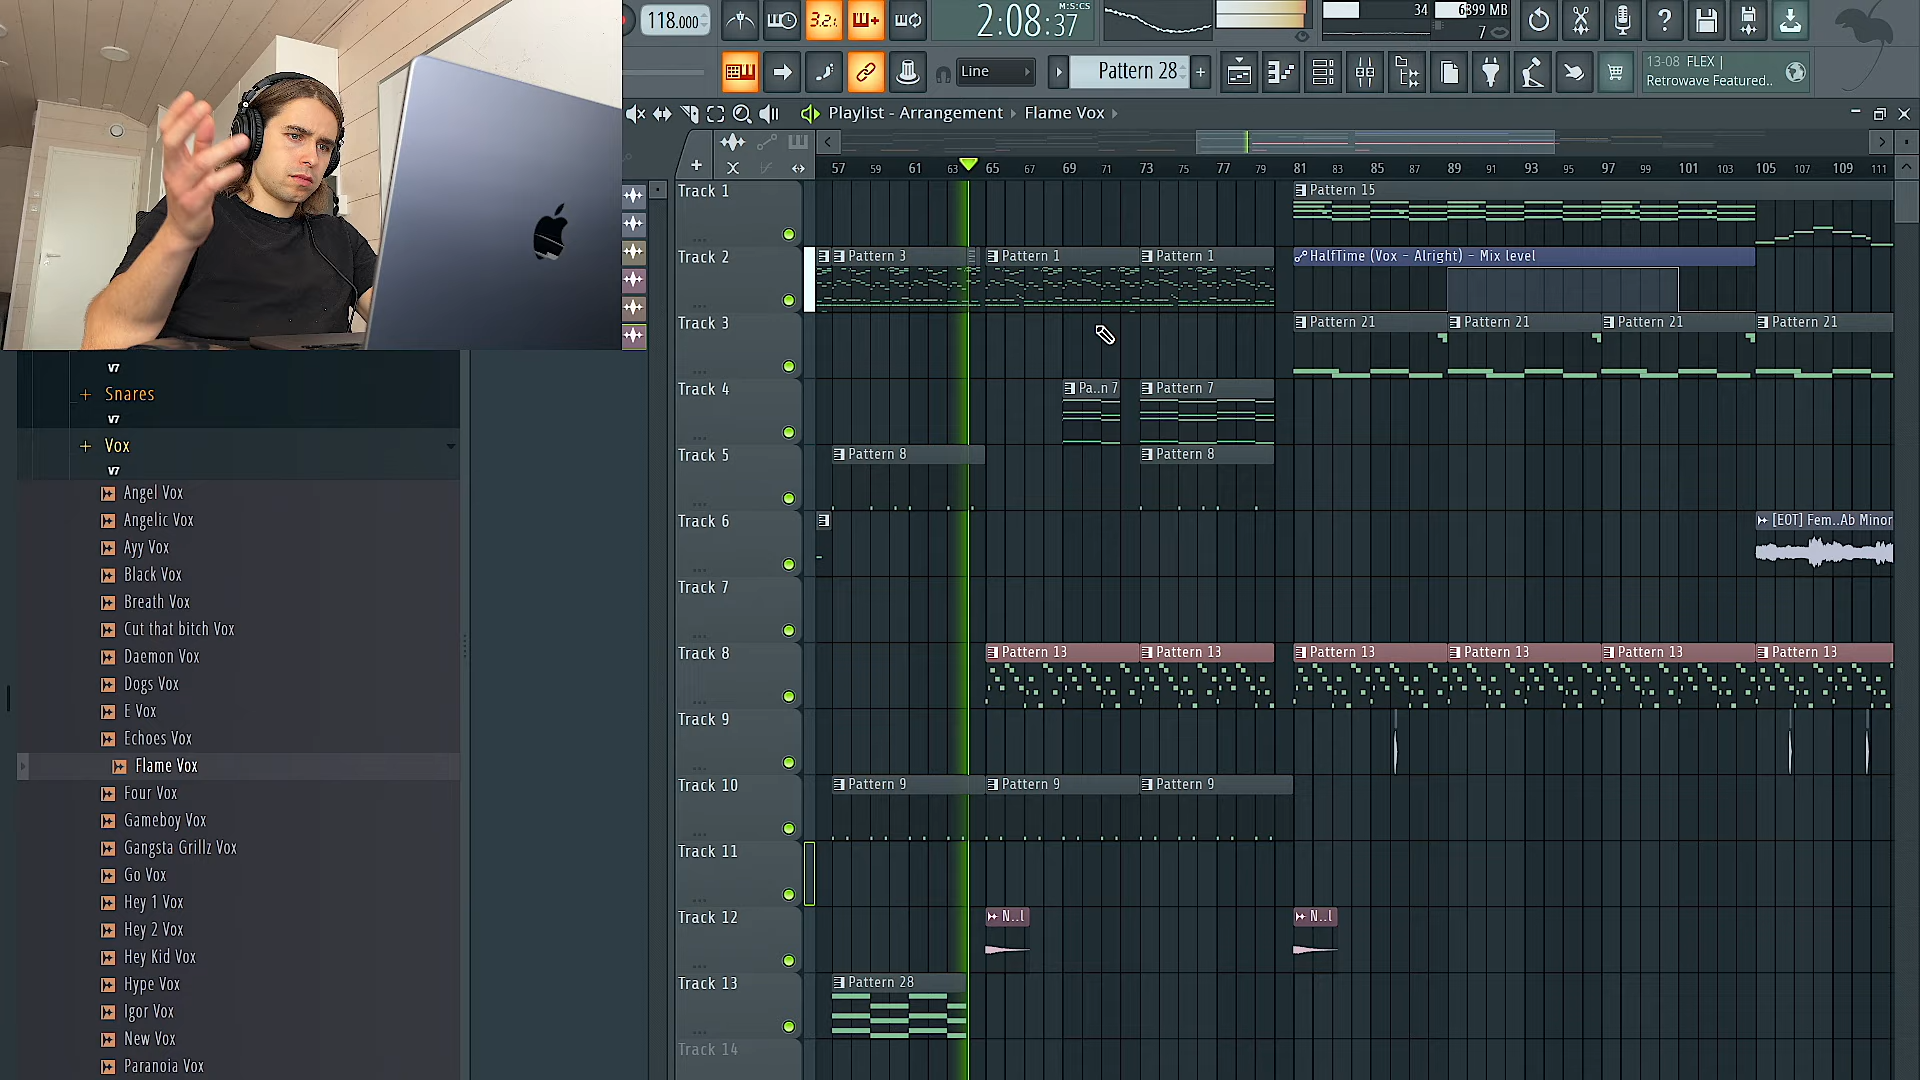 118.000
3.2.
2:08:37
M:S:CS
34
6899 MB
7
Line
Pattern 28
13-08 FLEX |
Retrowave Featured..
Playlist - Arrangement
Flame Vox
57 59 61 63 65 67 69 71 73 75 77 79 81 83 85 87 89 91 93 95 97 99 101 103 105 107 109 111
Track 1
Pattern 15
Track 2
Pattern 3
Pattern 1
Pattern 1
HalfTime (Vox - Alright) - Mix level
Track 3
Pattern 21
Pattern 21
Pattern 21
Pattern 21
Track 4
Pa..n 7
Pattern 7
Track 5
Pattern 8
Pattern 8
Track 6
[EOT] Fem..Ab Minor
Track 7
Track 8
Pattern 13
Pattern 13
Pattern 13
Pattern 13
Pattern 13
Pattern 13
Track 9
Track 10
Pattern 9
Pattern 9
Pattern 9
Track 11
Track 12
N..l
N..l
Track 13
Pattern 28
Track 14
V7
Snares
V7
Vox
V7
Angel Vox
Angelic Vox
Ayy Vox
Black Vox
Breath Vox
Cut that bitch Vox
Daemon Vox
Dogs Vox
E Vox
Echoes Vox
Flame Vox
Four Vox
Gameboy Vox
Gangsta Grillz Vox
Go Vox
Hey 1 Vox
Hey 2 Vox
Hey Kid Vox
Hype Vox
Igor Vox
New Vox
Paranoia Vox